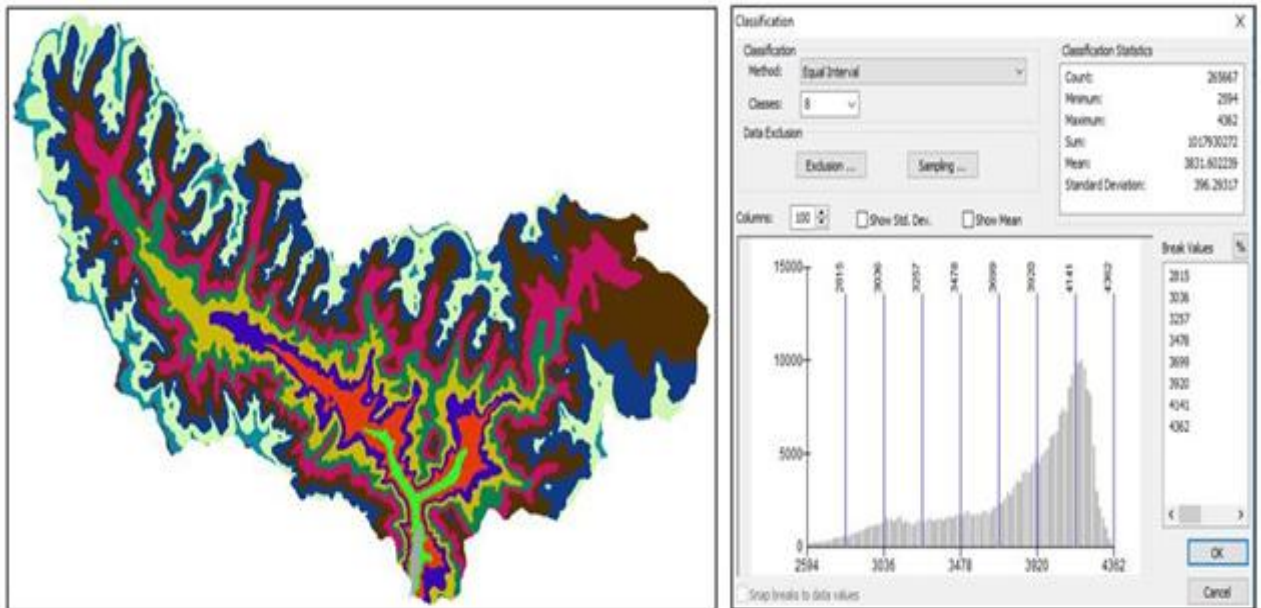 Classification X
Classification
Method: Equal Interval
Classes: 8
Data Exclusion
Exclusion ... Sampling ...
Classification Statistics
Count: 265667
Minimum: 2594
Maximum: 4362
Sum: 1017930272
Mean: 3831.602239
Standard Deviation: 396.29317
Columns: 100 Show Std. Dev. Show Mean
Break Values %
15000
10000
5000
0
2815 3036 3257 3478 3699 3920 4141 4362
2594 3036 3478 3920 4362
2815
3036
3257
3478
3699
3920
4141
4362
OK
Snap breaks to data values
Cancel